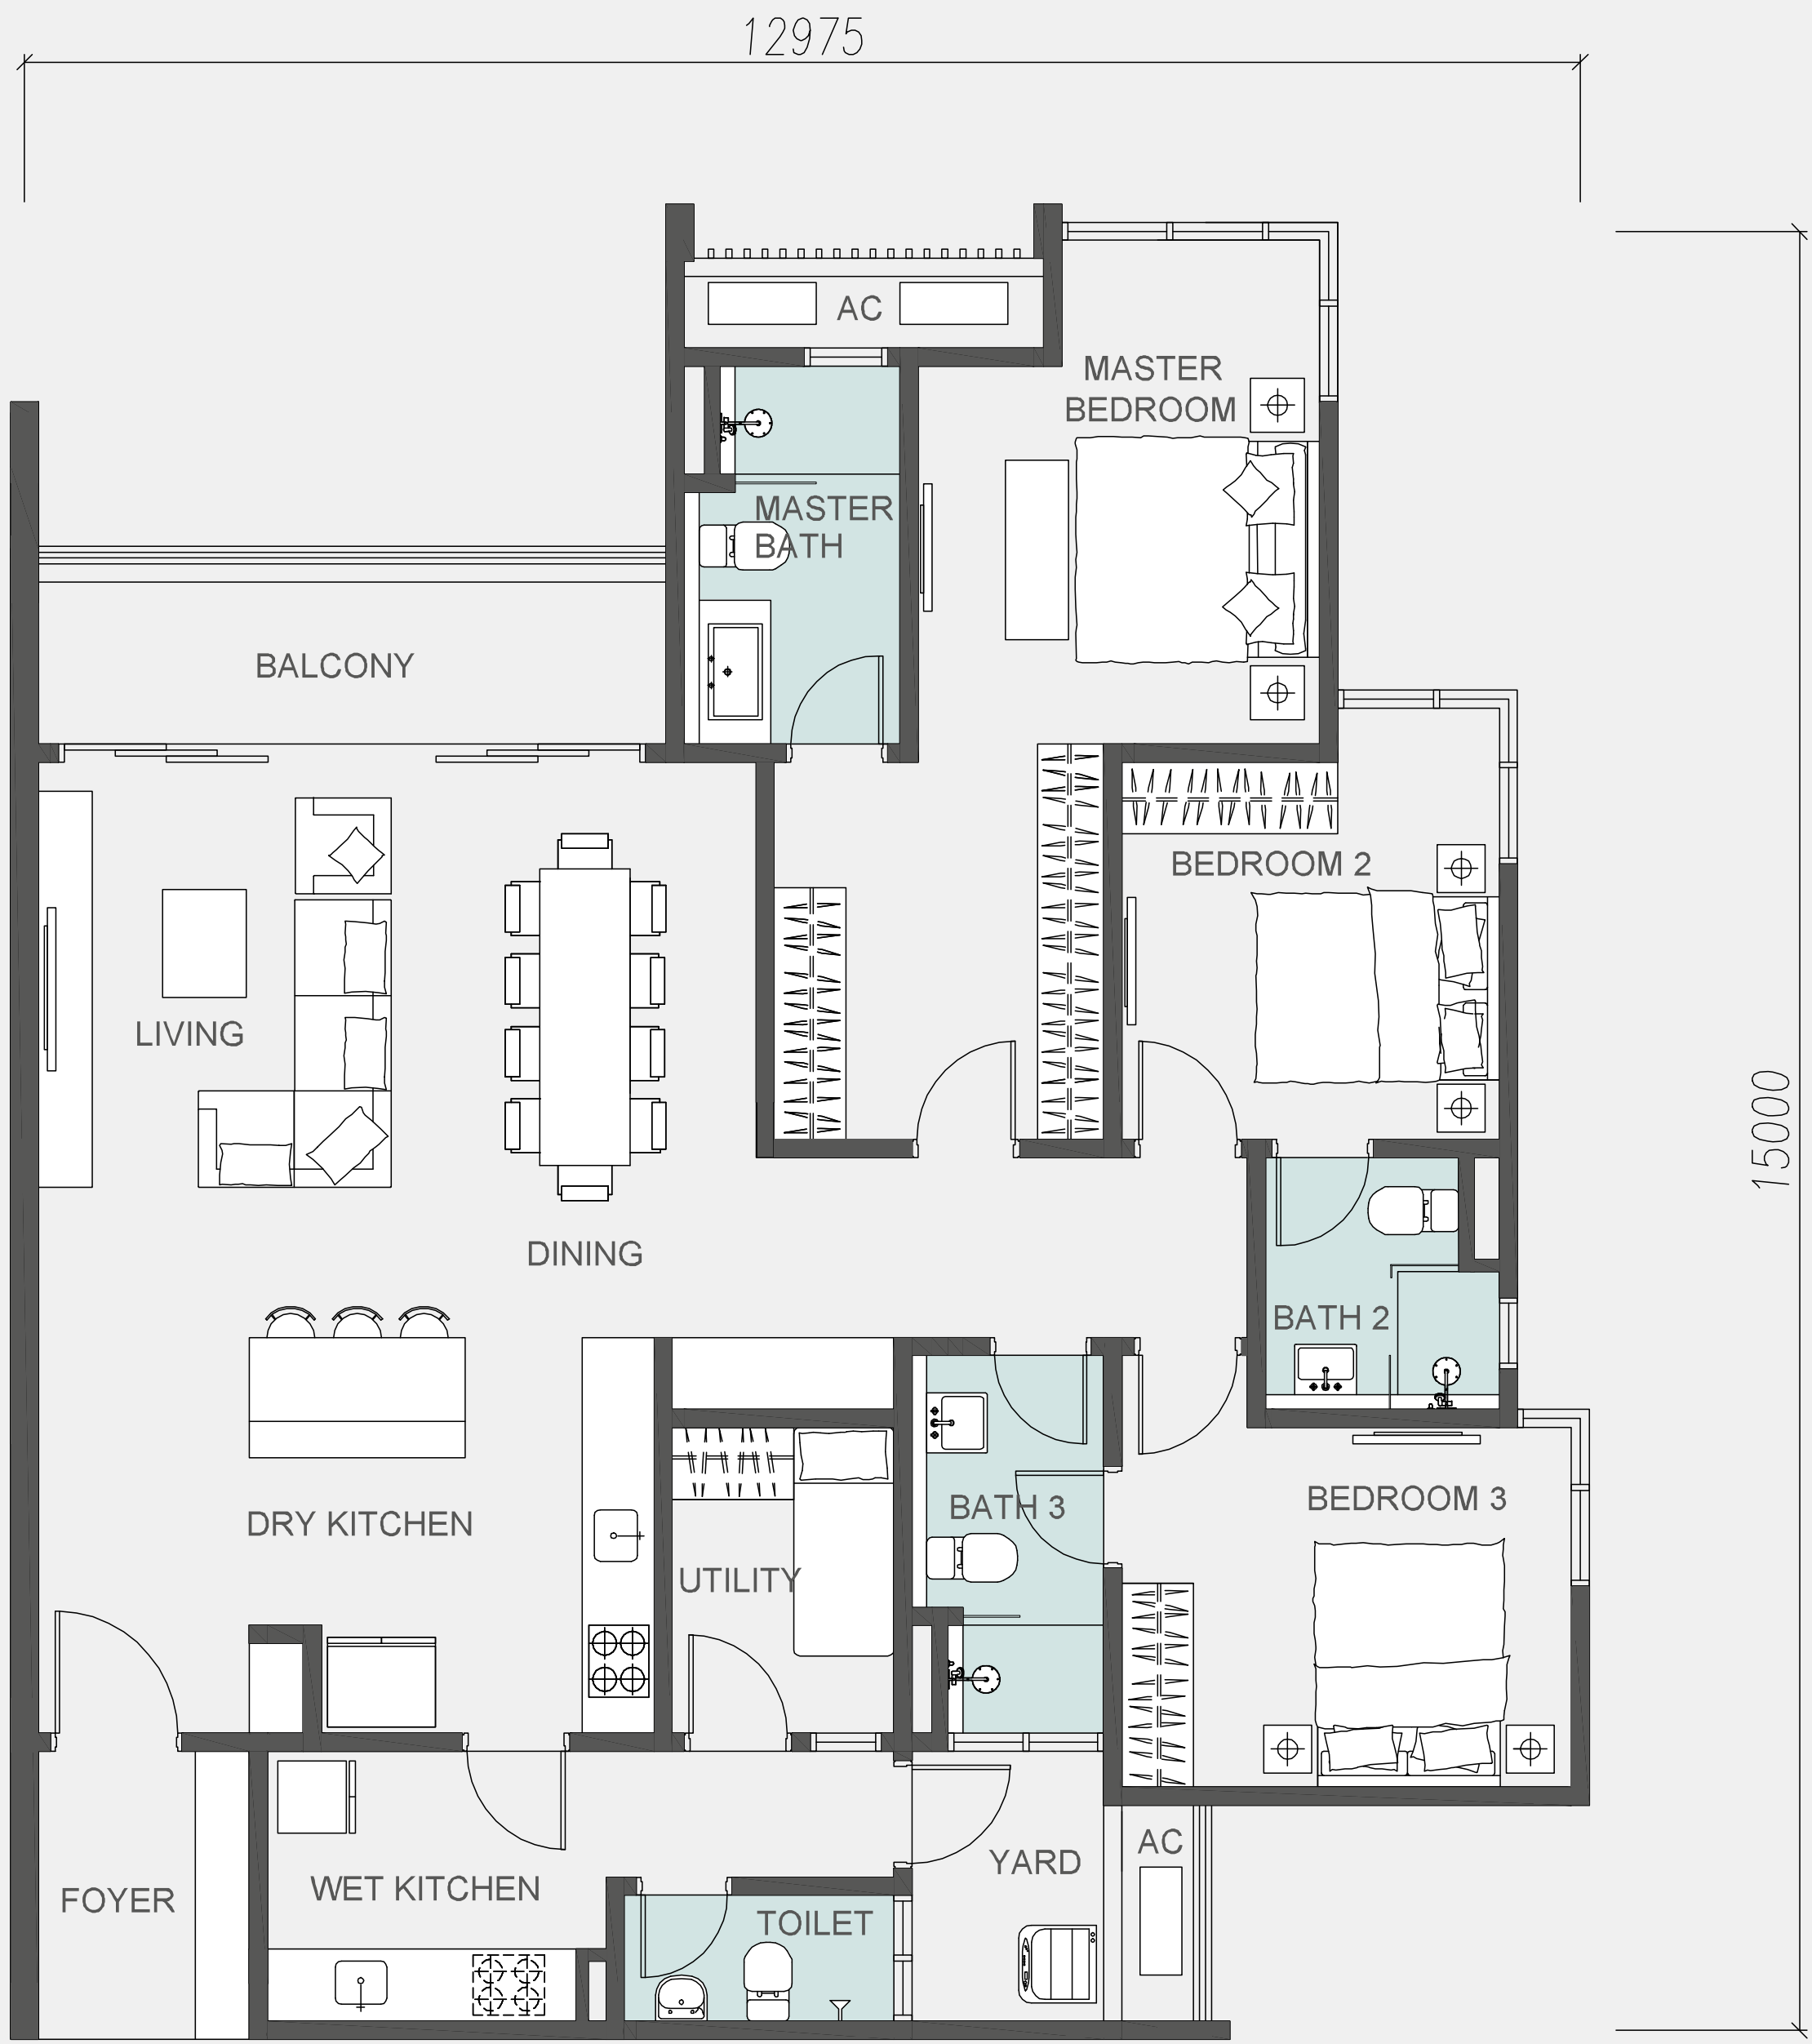 12975
AC
MASTER
BEDROOM
MASTER
BATH
BALCONY
BEDROOM 2
LIVING
15000
DINING
BATH 2
BEDROOM 3
BATH 3
DRY KITCHEN
UTILITY
AC
YARD
WET KITCHEN
FOYER
TOILET